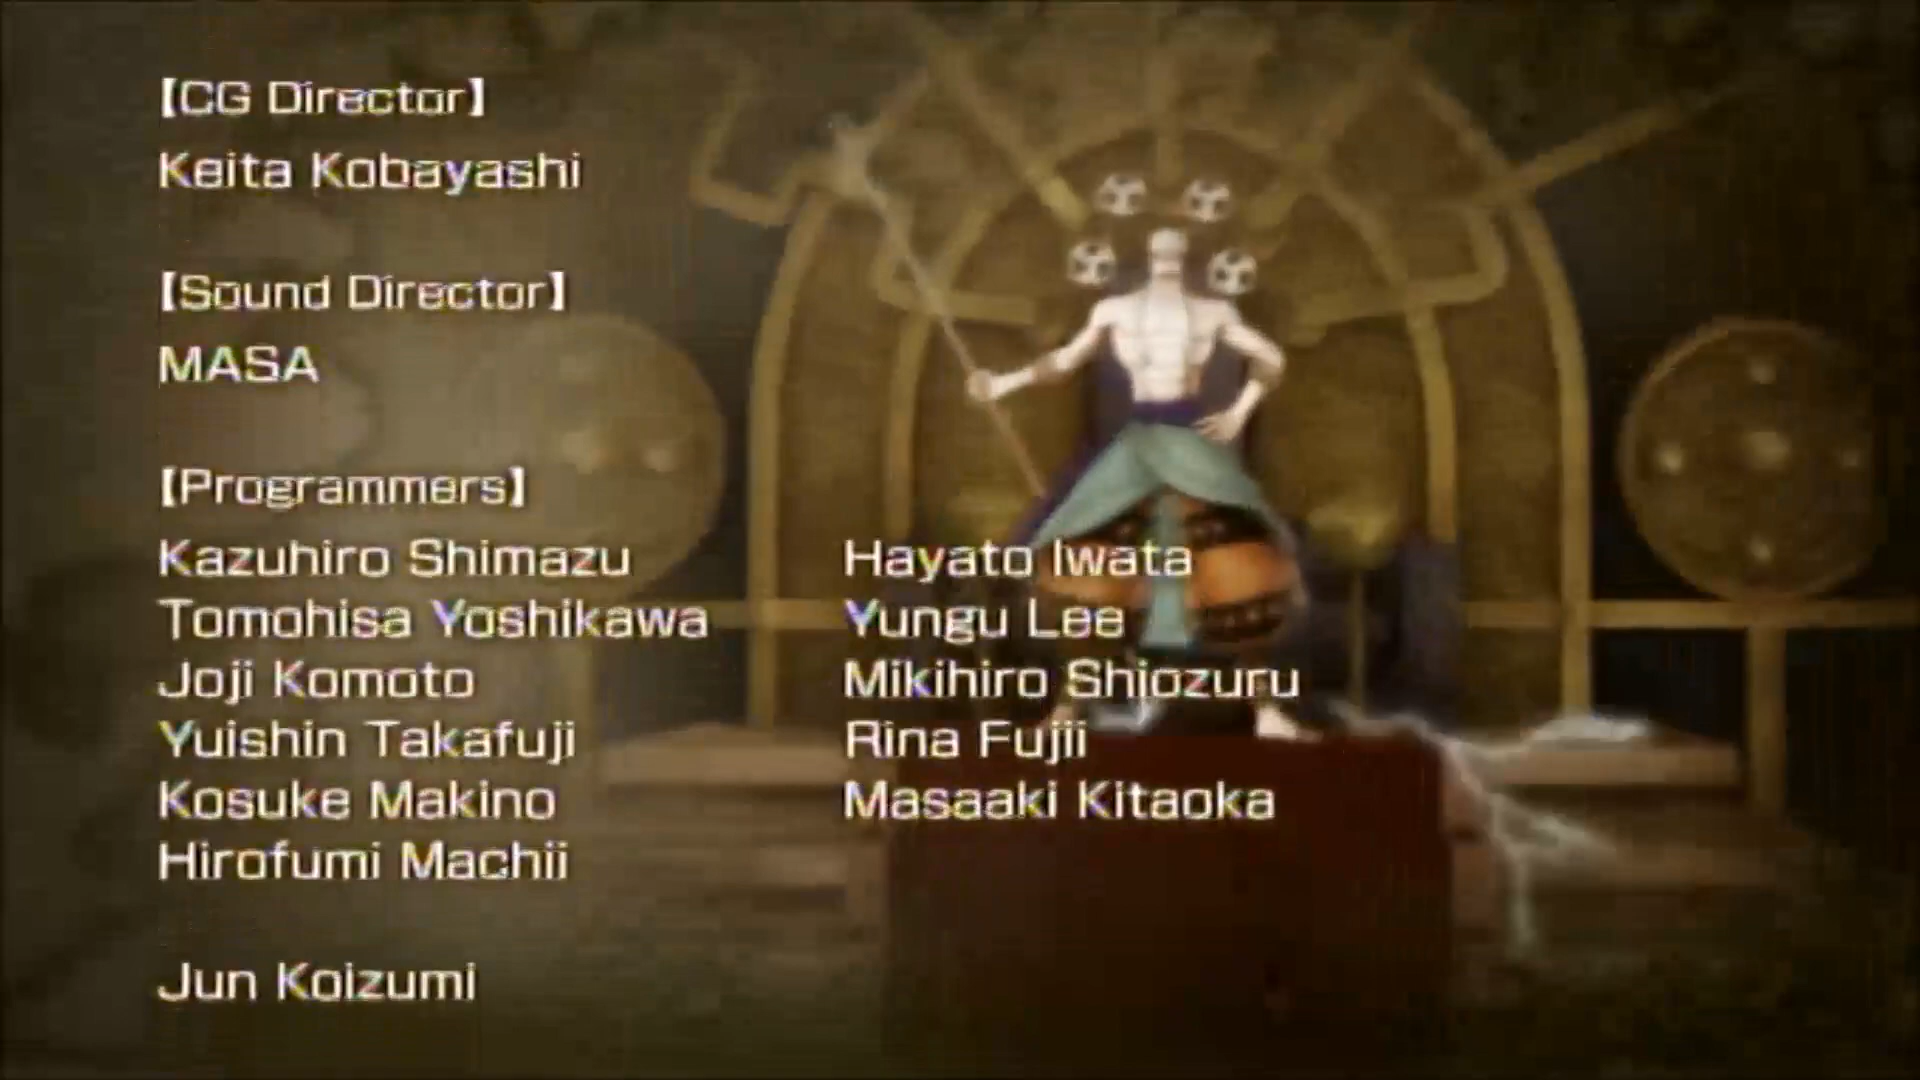 【CG Director】
Keita Kobayashi
【Sound Director】
MASA
【Programmers】
Kazuhiro Shimazu
Hayato Iwata
Tomohisa Yoshikawa
Yungu Lee
Joji Komoto
Mikihiro Shiozuru
Yuishin Takafuji
Rina Fujii
Kosuke Makino
Masaaki Kitaoka
Hirofumi Machii
Jun Koizumi